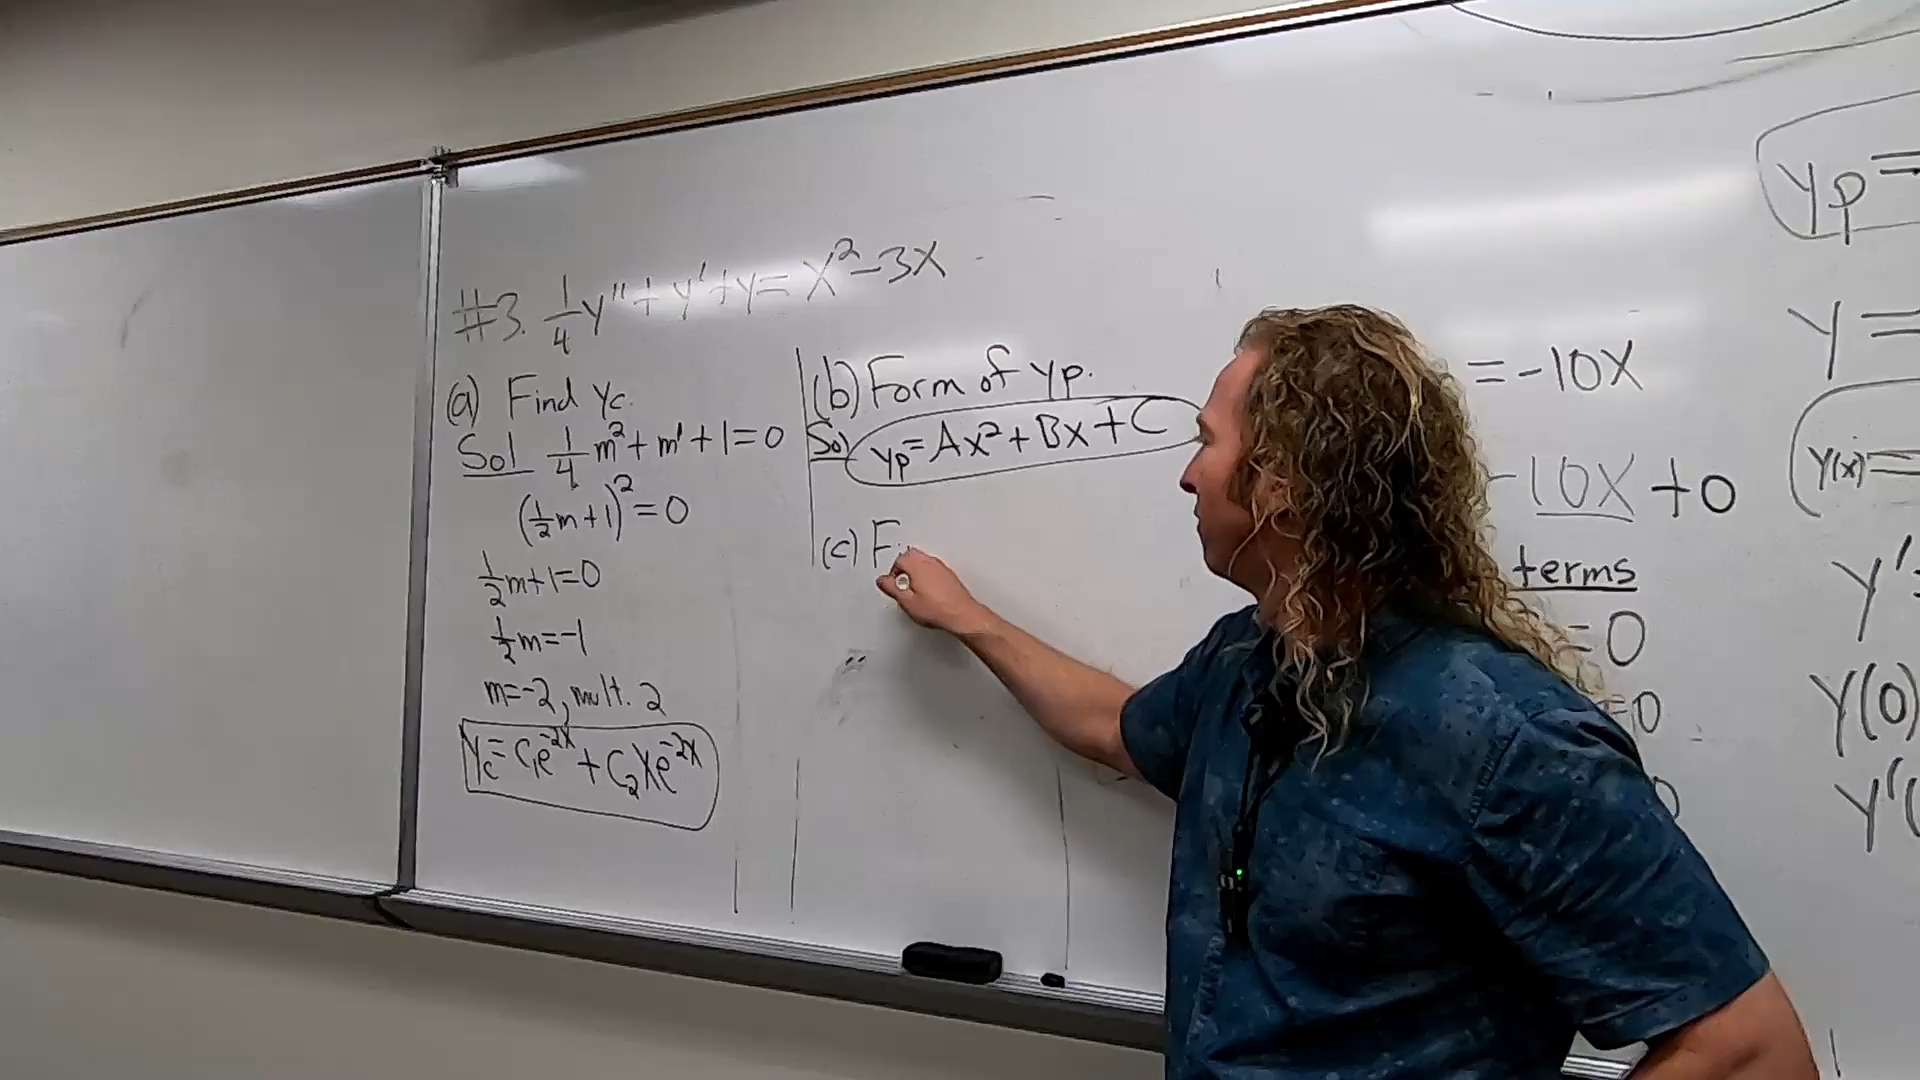 #3. 1/4 y'' + y' + y = x² - 3x
(a) Find yc.
Sol 1/4 m² + m' + 1 = 0
(1/2 m + 1)² = 0
1/2 m + 1 = 0
1/2 m = -1
m = -2, mult. 2
yc = c₁e^-2x + c₂xe^-2x
(b) Form of yp.
Sol yp = Ax² + Bx + C
(c) Fi
= -10x
-10x + 0
terms
= 0
= 0
yp =
y =
y(x) =
y' =
y(0)
y'(